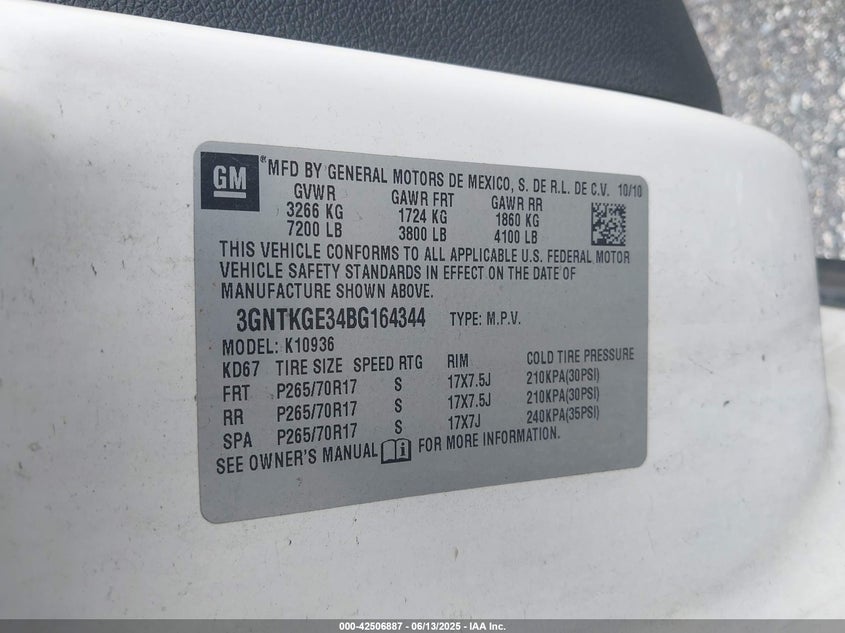 GM
® MFD BY GENERAL MOTORS DE MEXICO, S. DE R.L. DE C.V. 10/10
GVWR GAWR FRT GAWR RR
3266 KG 1724 KG 1860 KG
7200 LB 3800 LB 4100 LB
THIS VEHICLE CONFORMS TO ALL APPLICABLE U.S. FEDERAL MOTOR
VEHICLE SAFETY STANDARDS IN EFFECT ON THE DATE OF
MANUFACTURE SHOWN ABOVE.
3GNTKGE34BG164344 TYPE: M.P.V.
MODEL: K10936
KD67 TIRE SIZE SPEED RTG RIM COLD TIRE PRESSURE
FRT P265/70R17 S 17X7.5J 210KPA(30PSI)
RR P265/70R17 S 17X7.5J 210KPA(30PSI)
SPA P265/70R17 S 17X7J 240KPA(35PSI)
SEE OWNER'S MANUAL i FOR MORE INFORMATION.
000-42506887 - 06/13/2025 - IAA Inc.